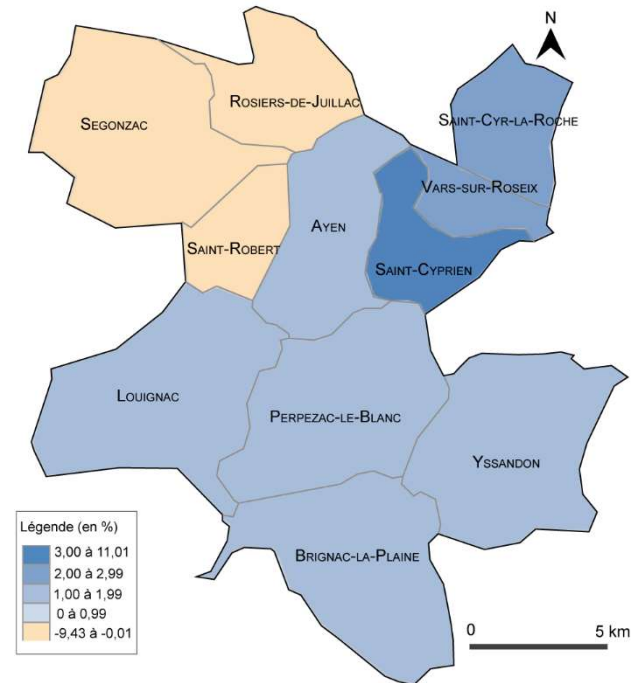 N
ROSIERS-DE-JUILLAC
SAINT-CYR-LA-ROCHE
SEGONZAC
VARS-SUR-ROSEIX
AYEN
SAINT-ROBERT
SAINT-CYPRIEN
LOUIGNAC
PERPEZAC-LE-BLANC
YSSANDON
BRIGNAC-LA-PLAINE
Légende (en %)
3,00 à 11,01
2,00 à 2,99
1,00 à 1,99
0 à 0,99
-9,43 à -0,01
0 5 km